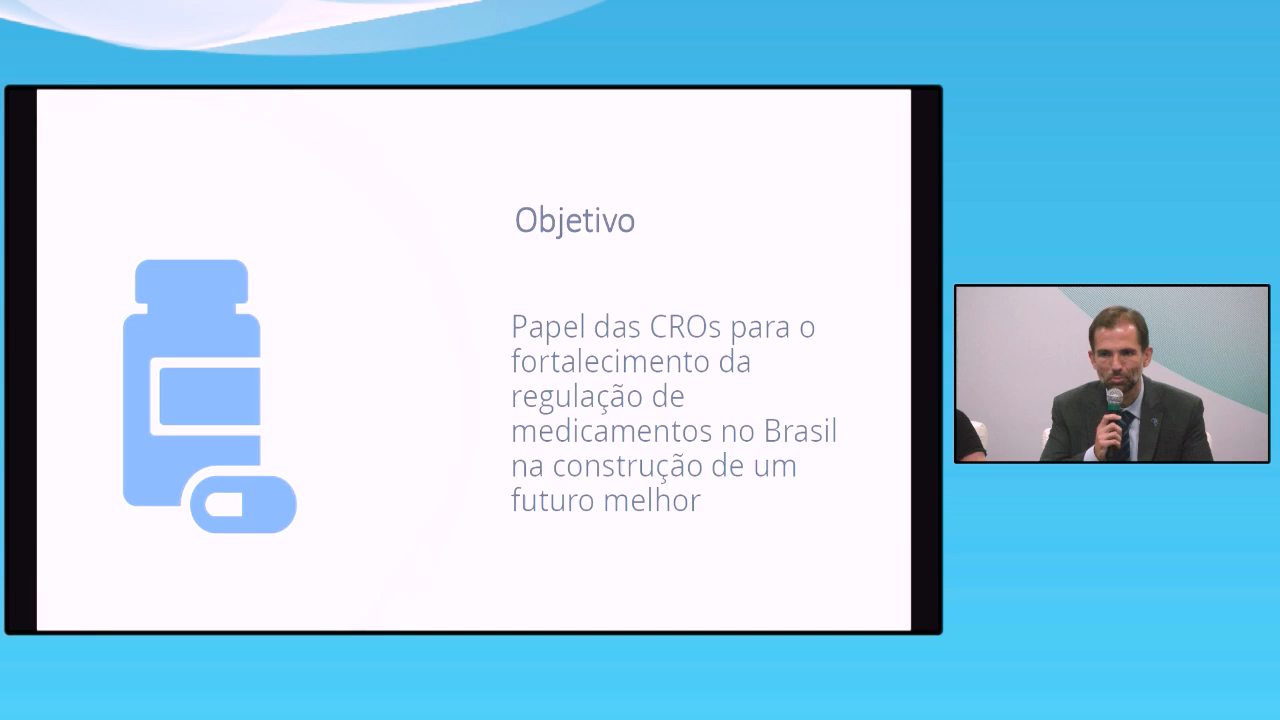 Objetivo
Papel das CROs para o
fortalecimento da
regulação de
medicamentos no Brasil
na construção de um
futuro melhor